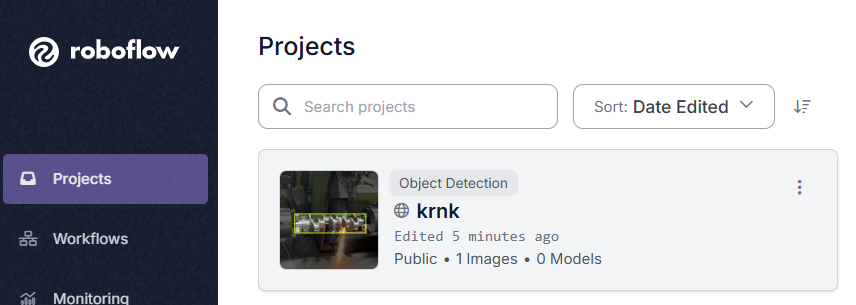 roboflow
Projects
Search projects
Sort: Date Edited
Projects
Object Detection
krnk
Edited 5 minutes ago
Public • 1 Images • 0 Models
Workflows
Monitoring